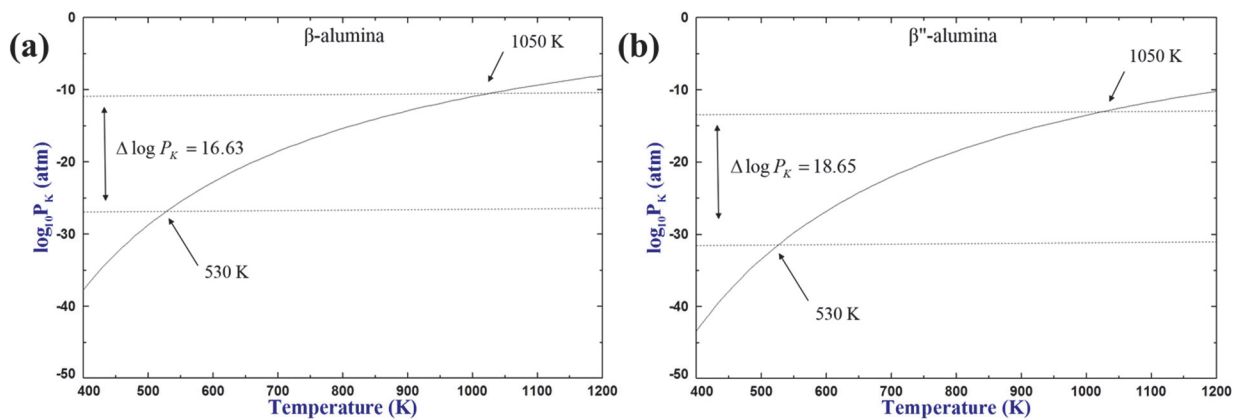 (a)
β-alumina
1050 K
Δ log P_K = 16.63
530 K
log₁₀P_K (atm)
0
-10
-20
-30
-40
-50
400 500 600 700 800 900 1000 1100 1200
Temperature (K)
(b)
β"-alumina
1050 K
Δ log P_K = 18.65
530 K
log₁₀P_K (atm)
0
-10
-20
-30
-40
-50
400 500 600 700 800 900 1000 1100 1200
Temperature (K)